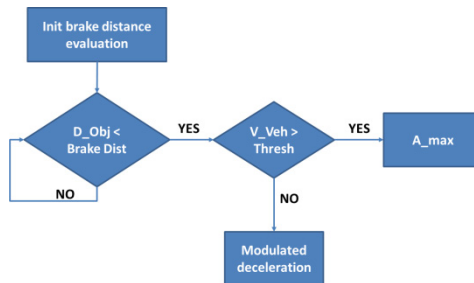 Init brake distance
evaluation
D_Obj <
Brake Dist
YES
NO
V_Veh >
Thresh
YES
A_max
NO
Modulated
deceleration